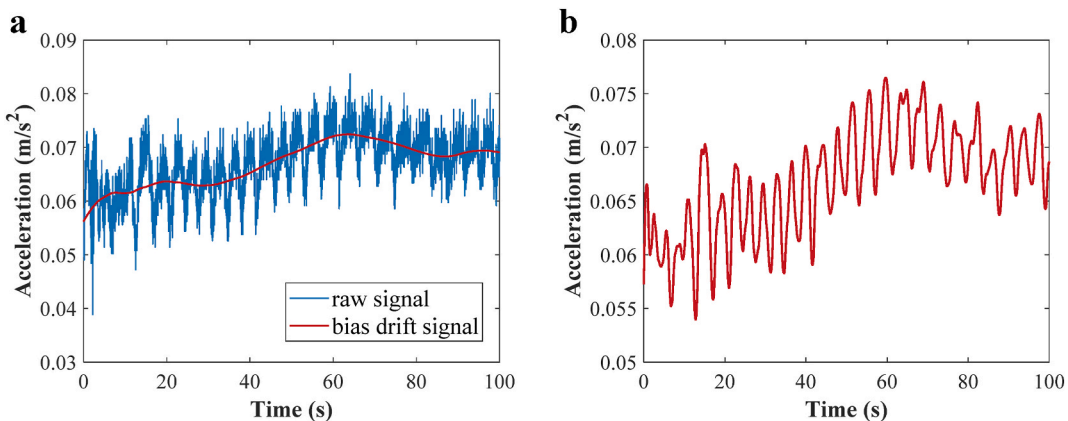 a
0.09
0.08
0.07
0.06
0.05
0.04
0.03
Acceleration (m/s²)
raw signal
bias drift signal
0 20 40 60 80 100
Time (s)
b
0.08
0.075
0.07
0.065
0.06
0.055
0.05
Acceleration (m/s²)
0 20 40 60 80 100
Time (s)